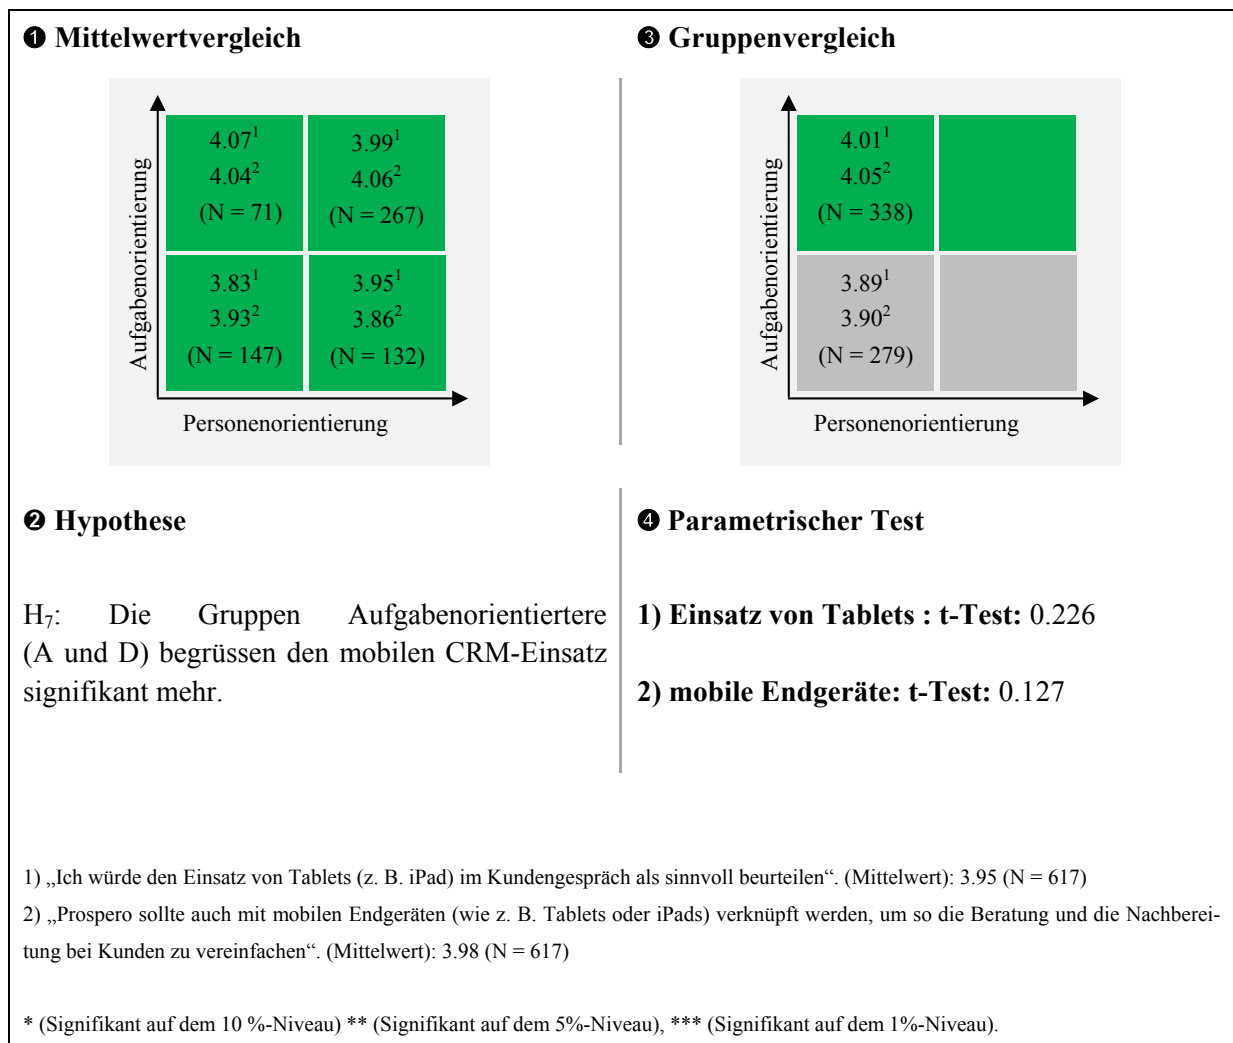 ❶ Mittelwertvergleich
Aufgabenorientierung
4.07¹
4.04²
(N = 71)
3.99¹
4.06²
(N = 267)
3.83¹
3.93²
(N = 147)
3.95¹
3.86²
(N = 132)
Personenorientierung
❸ Gruppenvergleich
Aufgabenorientierung
4.01¹
4.05²
(N = 338)
3.89¹
3.90²
(N = 279)
Personenorientierung
❷ Hypothese
H₇: Die Gruppen Aufgabenorientiertere
(A und D) begrüssen den mobilen CRM-Einsatz
signifikant mehr.
❹ Parametrischer Test
1) Einsatz von Tablets : t-Test: 0.226
2) mobile Endgeräte: t-Test: 0.127
1) „Ich würde den Einsatz von Tablets (z. B. iPad) im Kundengespräch als sinnvoll beurteilen“. (Mittelwert): 3.95 (N = 617)
2) „Prospero sollte auch mit mobilen Endgeräten (wie z. B. Tablets oder iPads) verknüpft werden, um so die Beratung und die Nachberei-
tung bei Kunden zu vereinfachen“. (Mittelwert): 3.98 (N = 617)
* (Signifikant auf dem 10 %-Niveau) ** (Signifikant auf dem 5%-Niveau), *** (Signifikant auf dem 1%-Niveau).